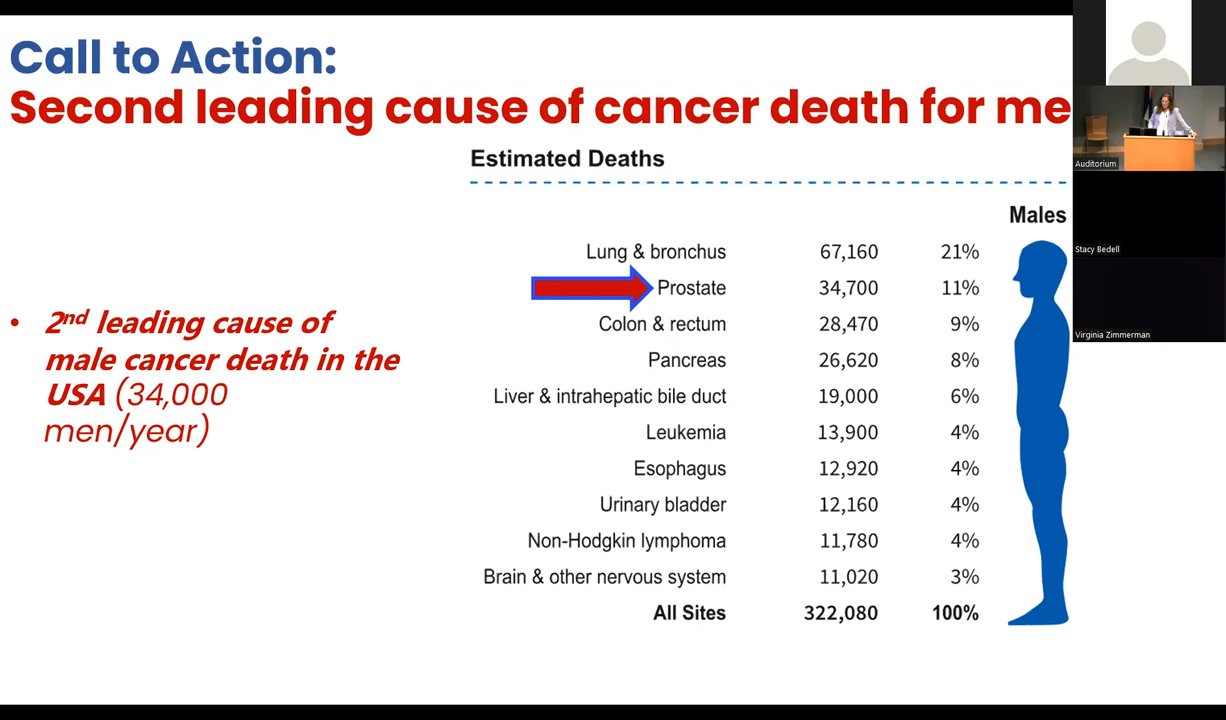 Call to Action:
Second leading cause of cancer death for me
Estimated Deaths
Males
Lung & bronchus 67,160 21%
Prostate 34,700 11%
Colon & rectum 28,470 9%
Pancreas 26,620 8%
Liver & intrahepatic bile duct 19,000 6%
Leukemia 13,900 4%
Esophagus 12,920 4%
Urinary bladder 12,160 4%
Non-Hodgkin lymphoma 11,780 4%
Brain & other nervous system 11,020 3%
All Sites 322,080 100%
• 2nd leading cause of
male cancer death in the
USA (34,000
men/year)
Auditorium
Stacy Bedell
Virginia Zimmerman